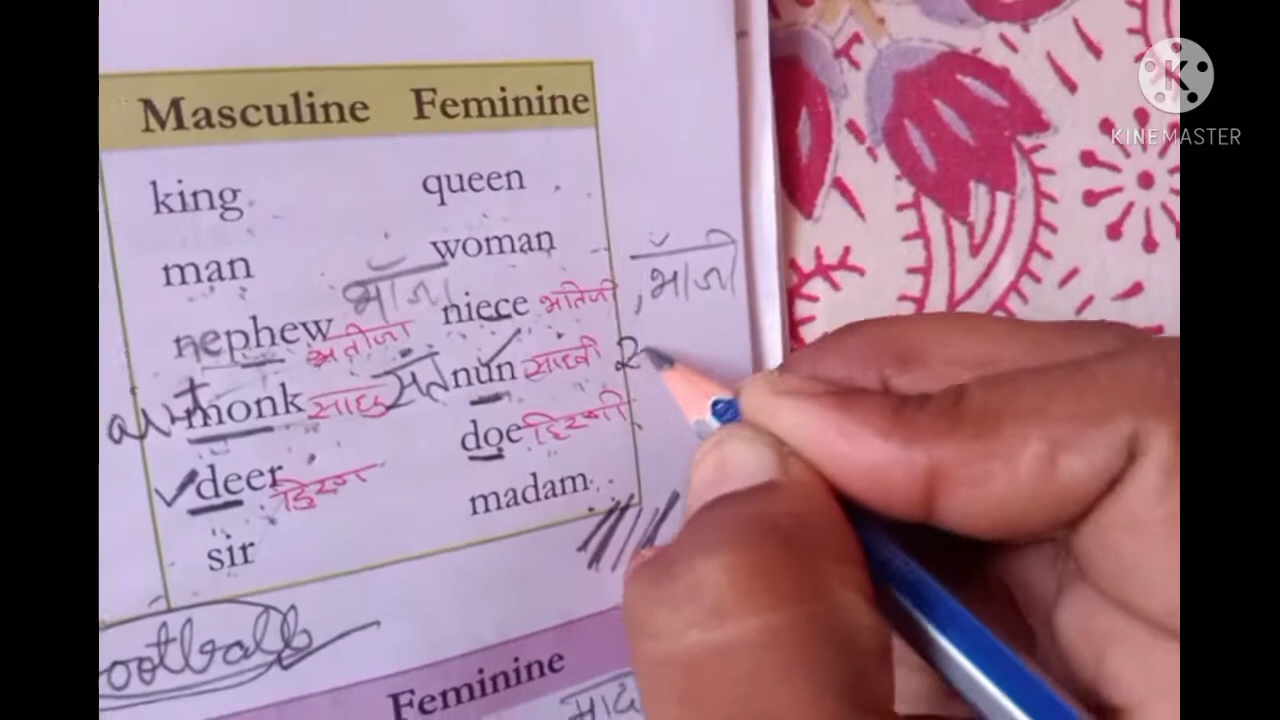 KINEMASTER
Masculine Feminine
king queen
man woman
भाँजा
nephew भतीजा niece भतिजी , भाँजी
monk साधु संत nun साध्वी
deer हिरण doe हिरणी
sir madam
ootball
Feminine